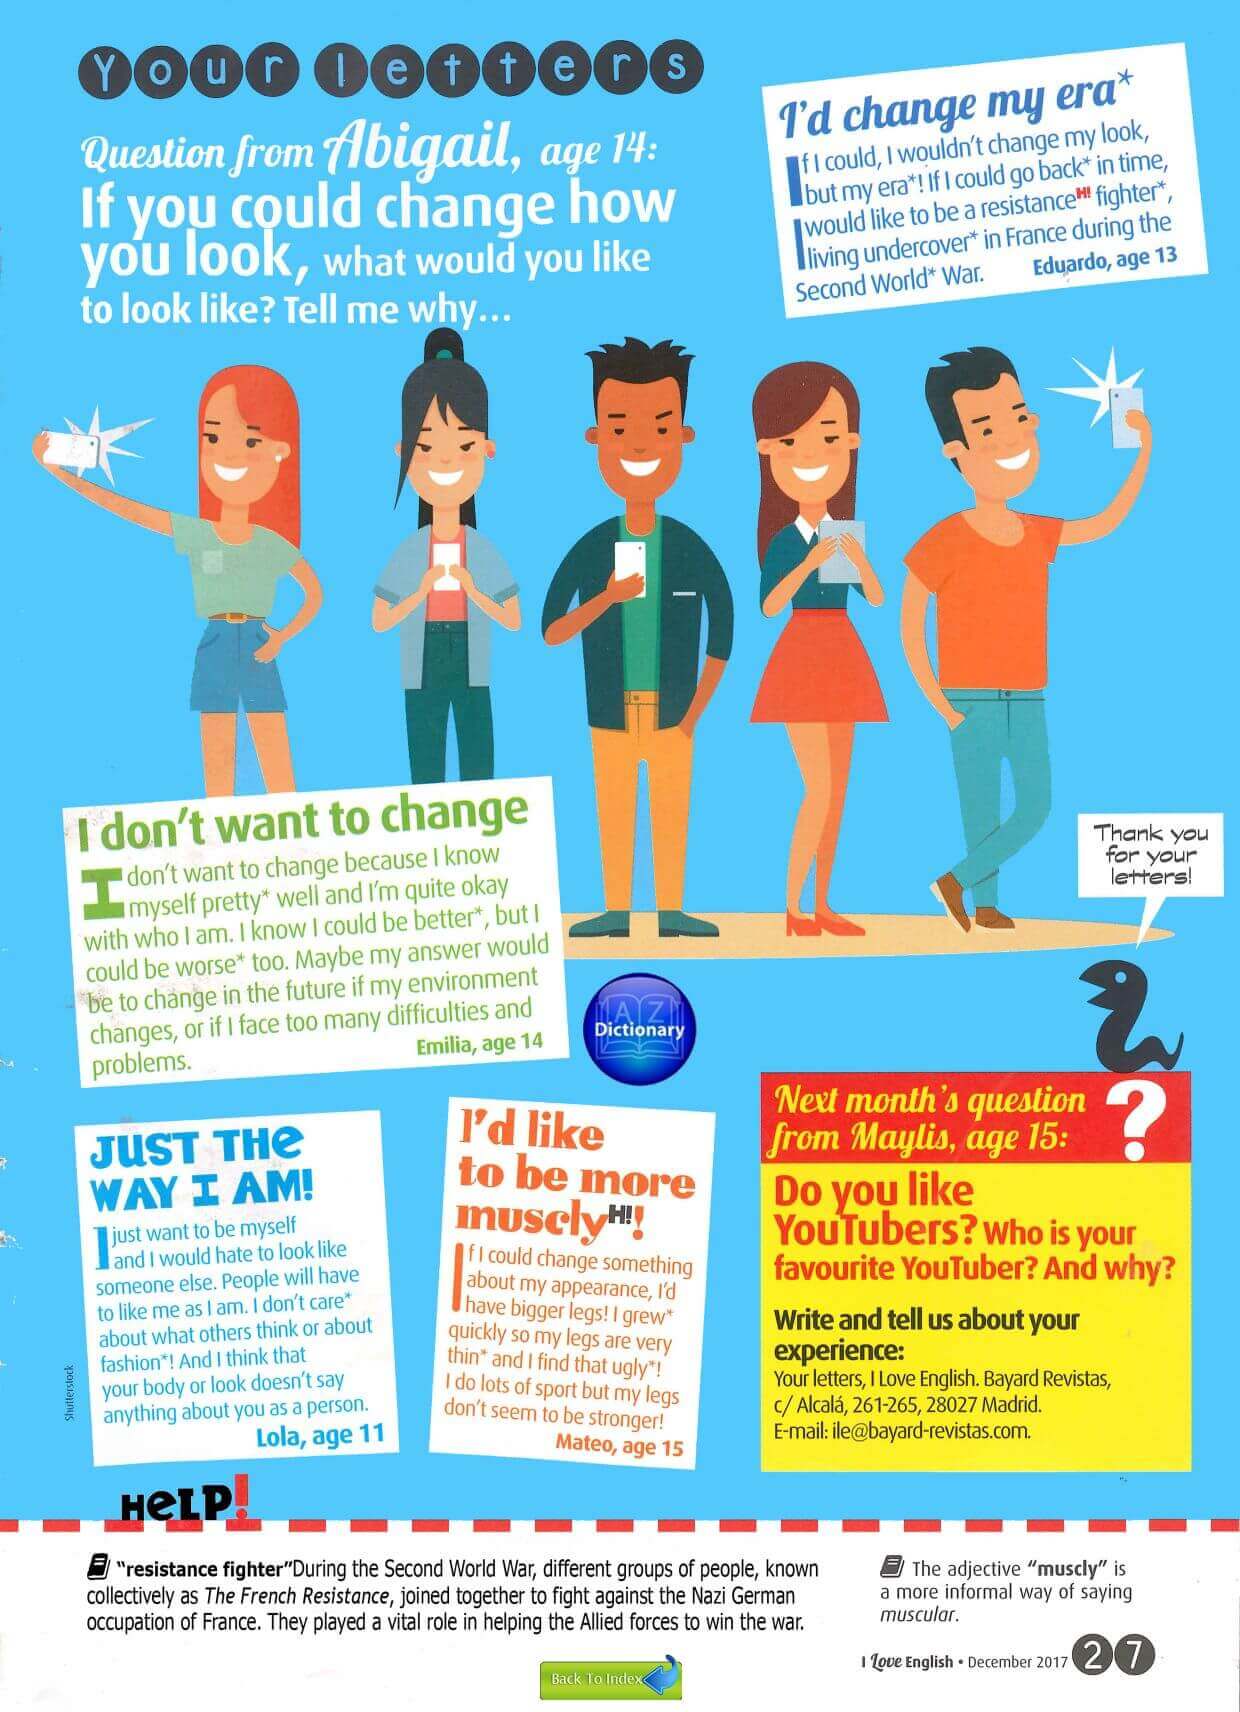 Your letters
Question from Abigail, age 14:
If you could change how
you look, what would you like
to look like? Tell me why...
I'd change my era*
If I could, I wouldn't change my look,
but my era*! If I could go back* in time,
I would like to be a resistanceH! fighter*,
living undercover* in France during the
Second World* War.
Eduardo, age 13
I don't want to change
I don't want to change because I know
myself pretty* well and I'm quite okay
with who I am. I know I could be better*, but I
could be worse* too. Maybe my answer would
be to change in the future if my environment
changes, or if I face too many difficulties and
problems.
Emilia, age 14
Thank you
for your
letters!
A Z
Dictionary
JUST THe
WAY I AM!
I just want to be myself
and I would hate to look like
someone else. People will have
to like me as I am. I don't care*
about what others think or about
fashion*! And I think that
your body or look doesn't say
anything about you as a person.
Lola, age 11
Shutterstock
I'd like
to be more
musclyH!!
If I could change something
about my appearance, I'd
have bigger legs! I grew*
quickly so my legs are very
thin* and I find that ugly*!
I do lots of sport but my legs
don't seem to be stronger!
Mateo, age 15
Next month's question
from Maylis, age 15:
?
Do you like
YouTubers? Who is your
favourite YouTuber? And why?
Write and tell us about your
experience:
Your letters, I Love English. Bayard Revistas,
c/ Alcalá, 261-265, 28027 Madrid.
E-mail: ile@bayard-revistas.com.
HeLP!
"resistance fighter"During the Second World War, different groups of people, known
collectively as The French Resistance, joined together to fight against the Nazi German
occupation of France. They played a vital role in helping the Allied forces to win the war.
The adjective "muscly" is
a more informal way of saying
muscular.
I Love English • December 2017 27
Back To Index